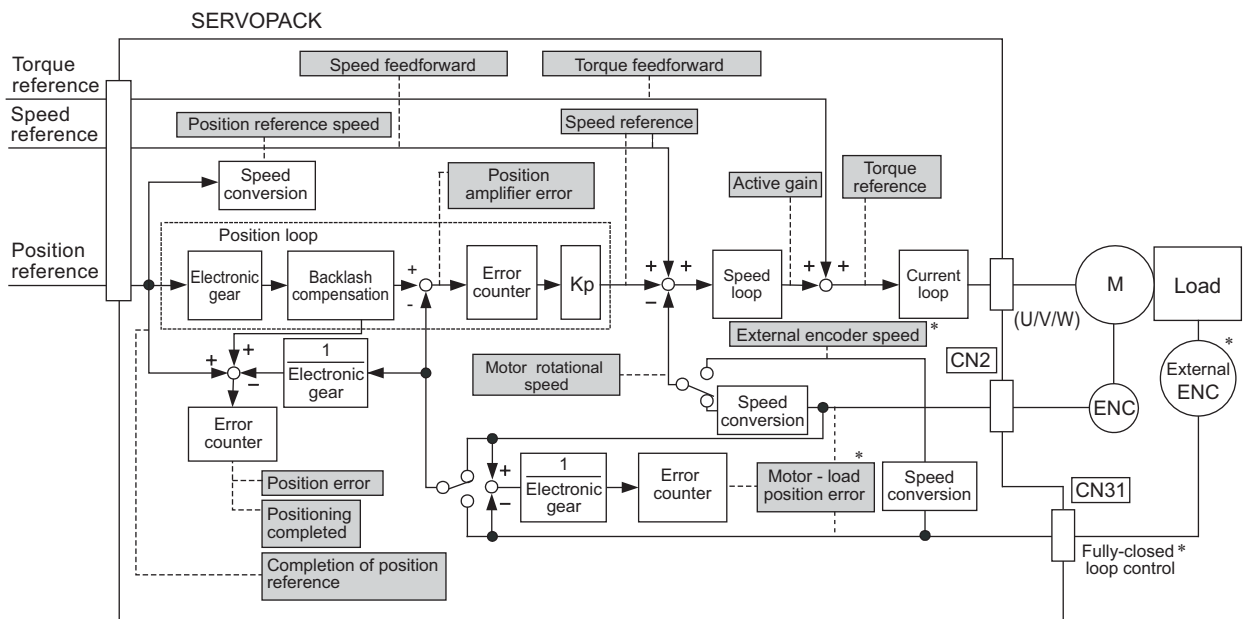 SERVOPACK
Torque
reference
Speed
reference
Position
reference
Speed feedforward
Torque feedforward
Position reference speed
Speed reference
Speed
conversion
Position
amplifier error
Active gain
Torque
reference
Position loop
Electronic
gear
Backlash
compensation
+
-
Error
counter
Kp
+ +
−
Speed
loop
+ +
Current
loop
(U/V/W)
M
Load
External encoder speed *
Motor rotational
speed
CN2
*
External
ENC
ENC
+ +
−
1
Electronic
gear
Error
counter
Speed
conversion
Position error
Positioning
completed
Completion of position
reference
+
−
1
Electronic
gear
Error
counter
*
Motor - load
position error
Speed
conversion
CN31
Fully-closed *
loop control